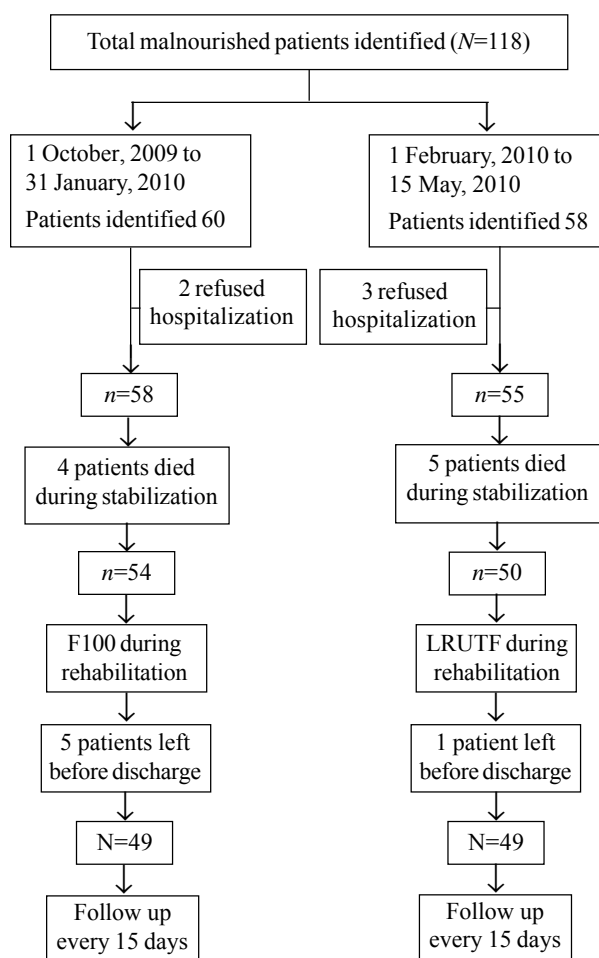 Total malnourished patients identified (N=118)
1 October, 2009 to
31 January, 2010
Patients identified 60
1 February, 2010 to
15 May, 2010
Patients identified 58
2 refused
hospitalization
3 refused
hospitalization
n=58
n=55
4 patients died
during stabilization
5 patients died
during stabilization
n=54
n=50
F100 during
rehabilitation
LRUTF during
rehabilitation
5 patients left
before discharge
1 patient left
before discharge
N=49
N=49
Follow up
every 15 days
Follow up
every 15 days